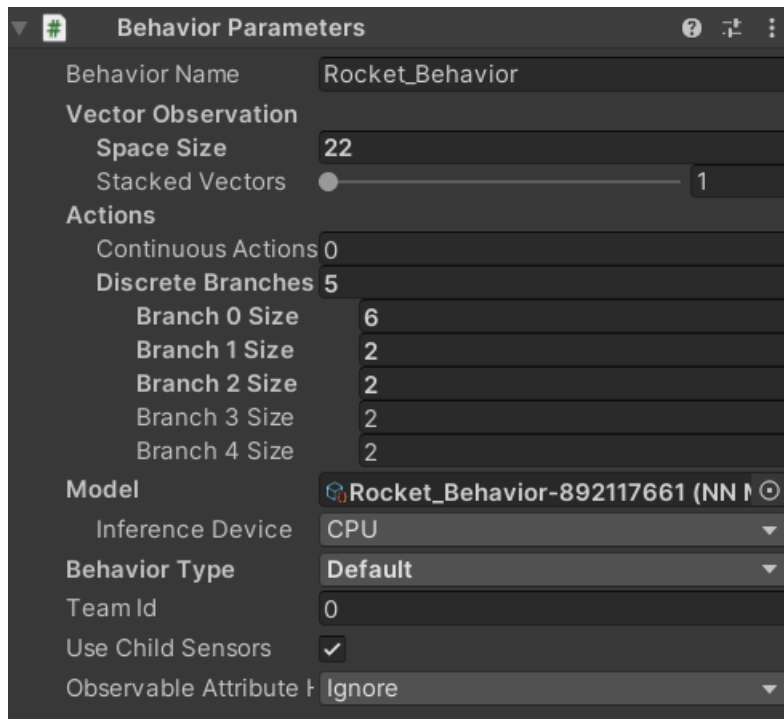 # Behavior Parameters
Behavior Name Rocket_Behavior
Vector Observation
Space Size 22
Stacked Vectors 1
Actions
Continuous Actions 0
Discrete Branches 5
Branch 0 Size 6
Branch 1 Size 2
Branch 2 Size 2
Branch 3 Size 2
Branch 4 Size 2
Model Rocket_Behavior-892117661 (NN
Inference Device CPU
Behavior Type Default
Team Id 0
Use Child Sensors
Observable Attribute Ignore